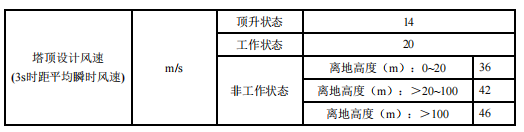 塔顶设计风速
(3s时距平均瞬时风速)
m/s
顶升状态 14
工作状态 20
非工作状态
离地高度（m）：0~20 36
离地高度（m）：＞20~100 42
离地高度（m）：＞100 46